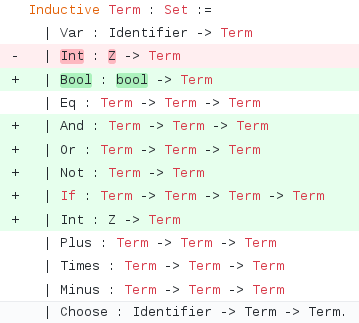 Inductive Term : Set :=
| Var : Identifier -> Term
- | Int : Z -> Term
+ | Bool : bool -> Term
| Eq : Term -> Term -> Term
+ | And : Term -> Term -> Term
+ | Or : Term -> Term -> Term
+ | Not : Term -> Term
+ | If : Term -> Term -> Term -> Term
+ | Int : Z -> Term
| Plus : Term -> Term -> Term
| Times : Term -> Term -> Term
| Minus : Term -> Term -> Term
| Choose : Identifier -> Term -> Term.